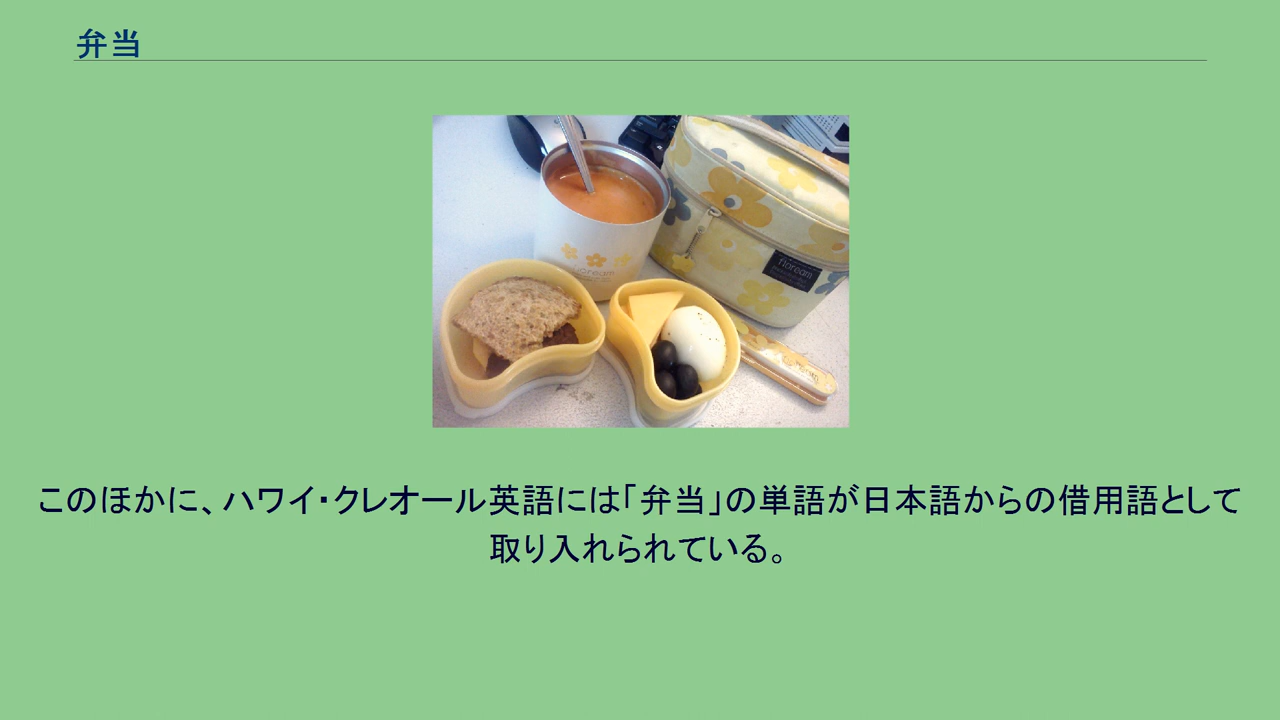 弁当
このほかに、ハワイ・クレオール英語には「弁当」の単語が日本語からの借用語として
取り入れられている。